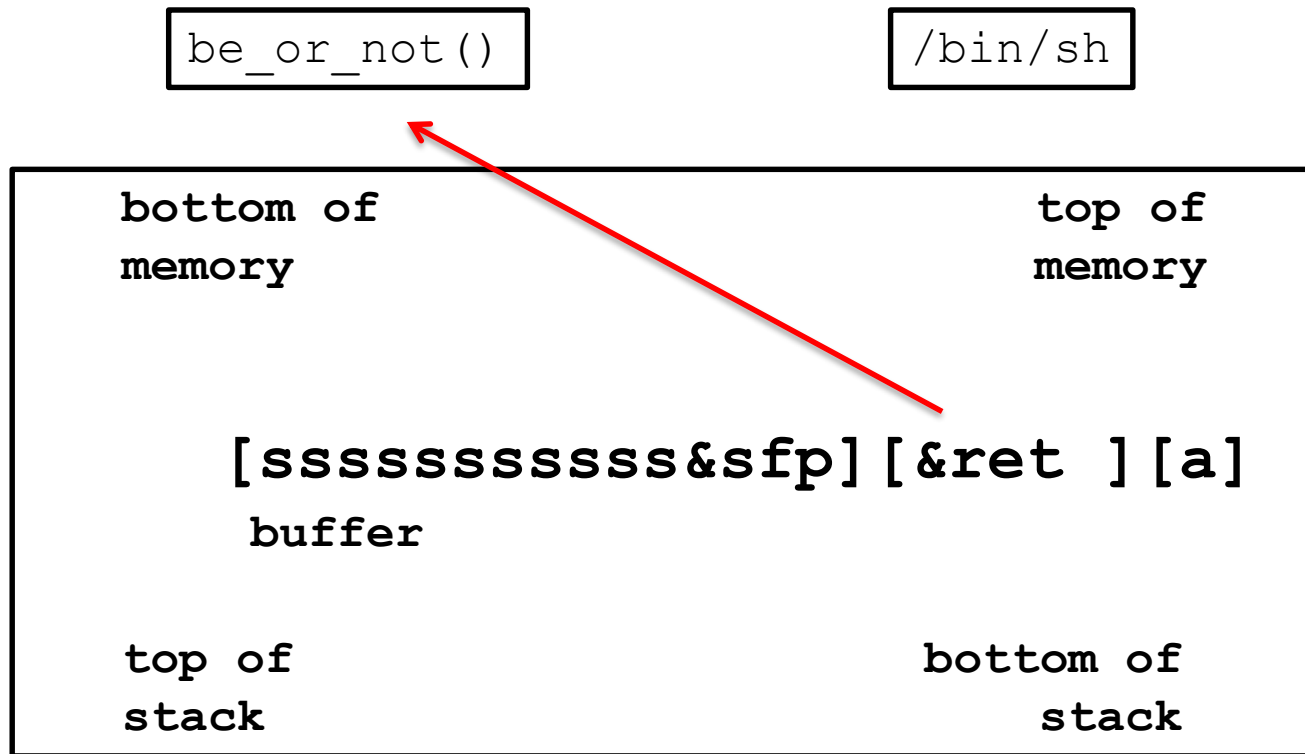 be_or_not() /bin/sh
bottom of top of
memory memory
[sssssssssss&sfp][&ret ][a]
buffer
top of bottom of
stack stack